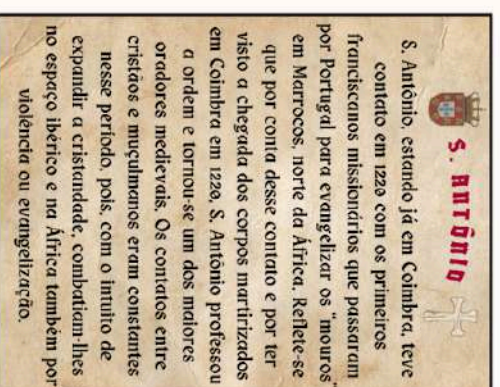 S. ANTÔNIO
S. Antônio, estando já em Coimbra, teve
contato em 1220 com os primeiros
franciscanos missionários que passaram
por Portugal para evangelizar os "mouros"
em Marrocos, norte da África. Reflete-se
que por conta desse contato e por ter
visto a chegada dos corpos martirizados
em Coimbra em 1220, S. Antônio professou
a ordem e tornou-se um dos maiores
oradores medievais. Os contatos entre
cristãos e muçulmanos eram constantes
nesse período, pois, com o intuito de
expandir a cristandade, combatiam-lhes
no espaço ibérico e na África também por
violência ou evangelização.